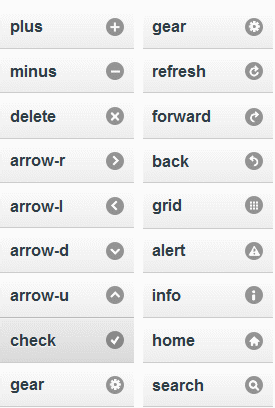 plus
minus
delete
arrow-r
arrow-l
arrow-d
arrow-u
check
gear
gear
refresh
forward
back
grid
alert
info
home
search